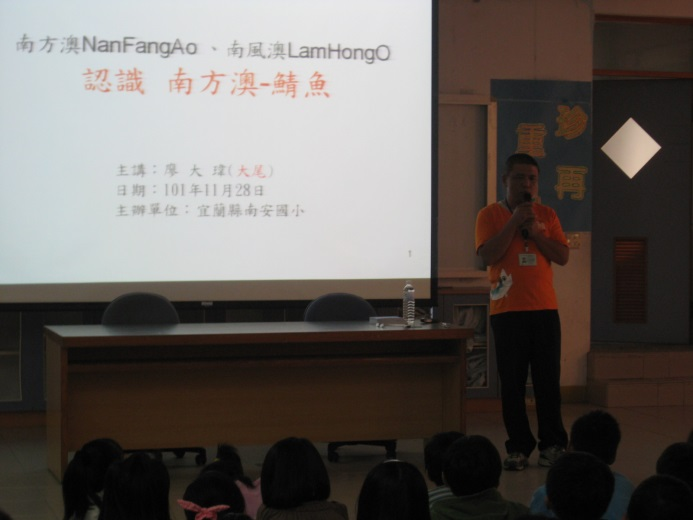 南方澳NanFangAo、南風澳LamHongO
認識 南方澳-鯖魚
主講：廖 大 瑋(大尾)
日期：101年11月28日
主辦單位：宜蘭縣南安國小
1
珍
重